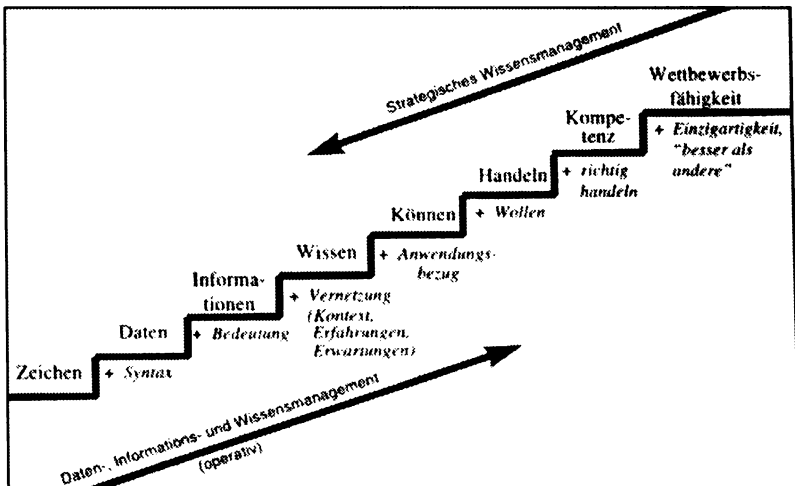 Strategisches Wissensmanagement
Wettbewerbs-
fähigkeit
+ Einzigartigkeit,
"besser als
andere"
Kompe-
tenz
+ richtig
handeln
Handeln
+ Wollen
Können
+ Anwendungs-
bezug
Wissen
+ Vernetzung
(Kontext,
Erfahrungen,
Erwartungen)
Informa-
tionen
+ Bedeutung
Daten
+ Syntax
Zeichen
Daten-, Informations- und Wissensmanagement
(operativ)